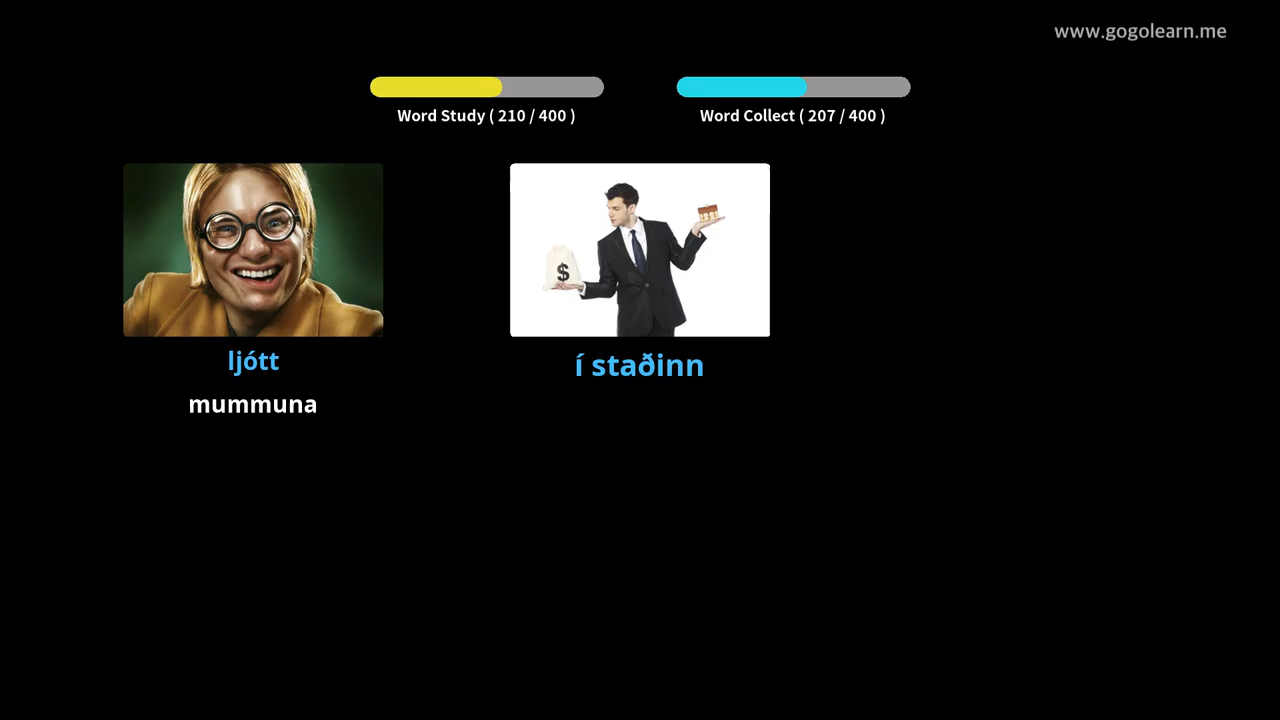 www.gogolearn.me
Word Study ( 210 / 400 )
Word Collect ( 207 / 400 )
$
ljótt
mummuna
í staðinn